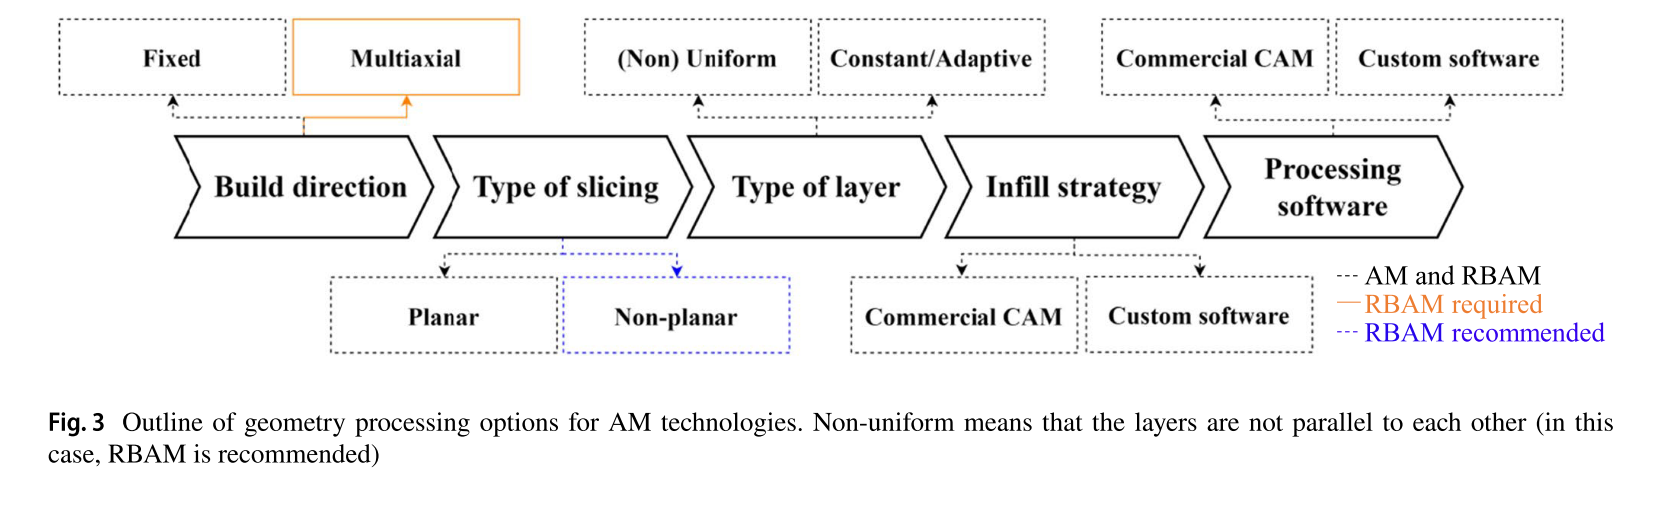 Fixed
Multiaxial
(Non) Uniform
Constant/Adaptive
Commercial CAM
Custom software
Build direction
Type of slicing
Type of layer
Infill strategy
Processing
software
Planar
Non-planar
Commercial CAM
Custom software
AM and RBAM
RBAM required
RBAM recommended
Fig. 3 Outline of geometry processing options for AM technologies. Non-uniform means that the layers are not parallel to each other (in this
case, RBAM is recommended)